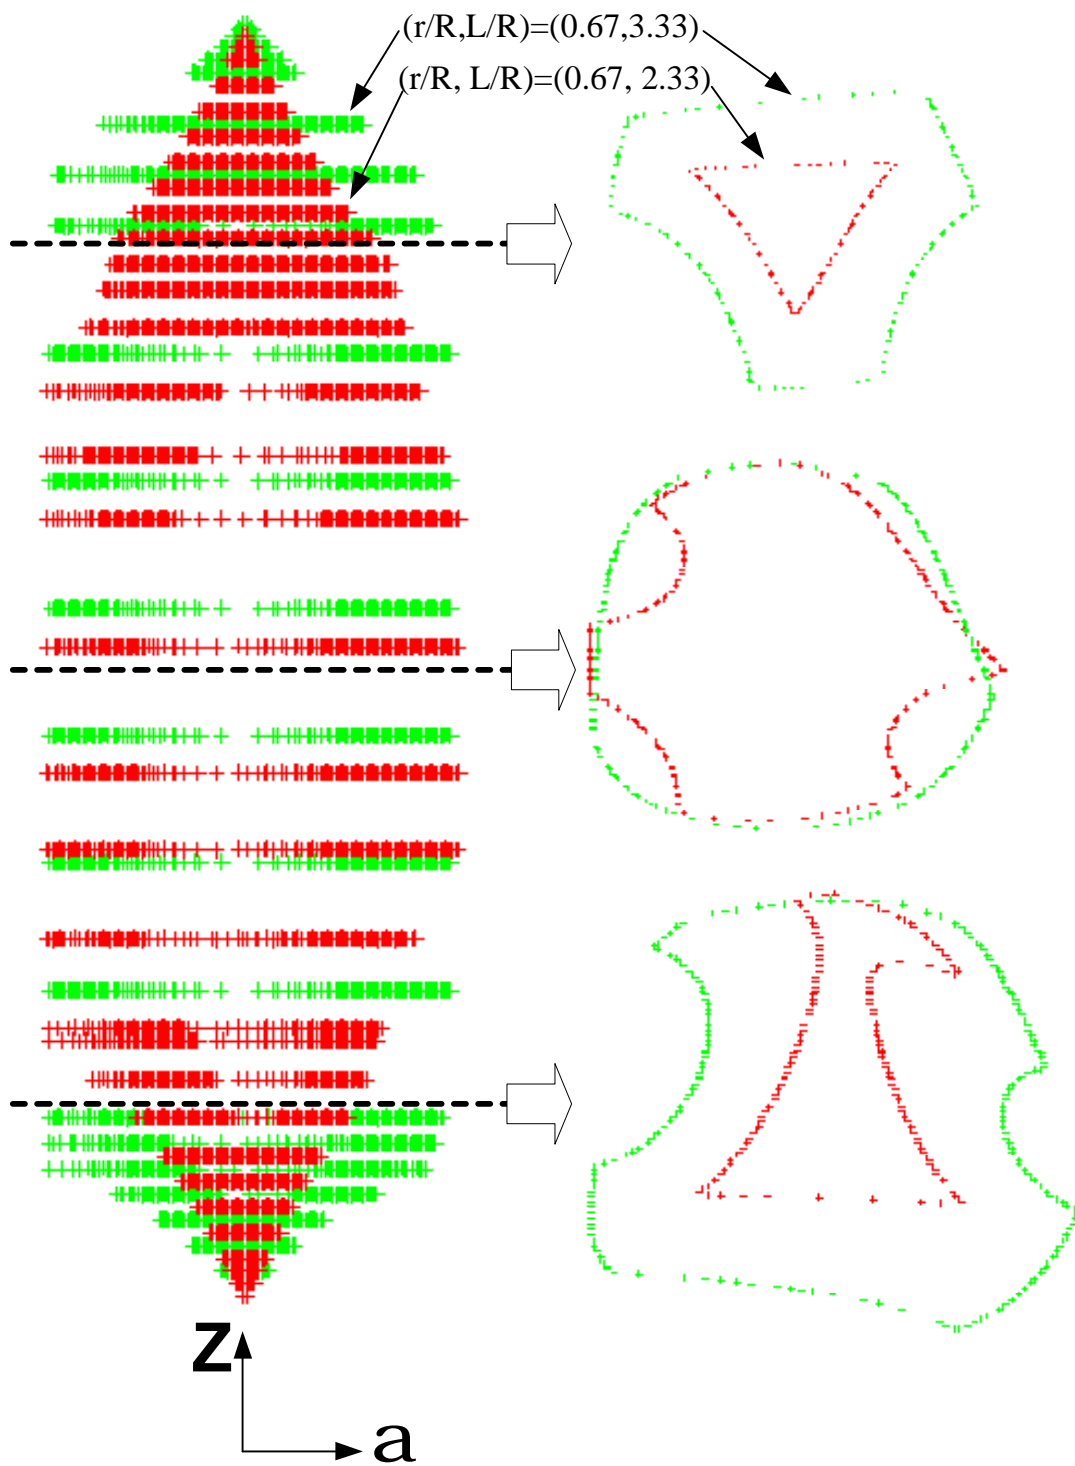 (r/R,L/R)=(0.67,3.33)
(r/R, L/R)=(0.67, 2.33)
Z
a